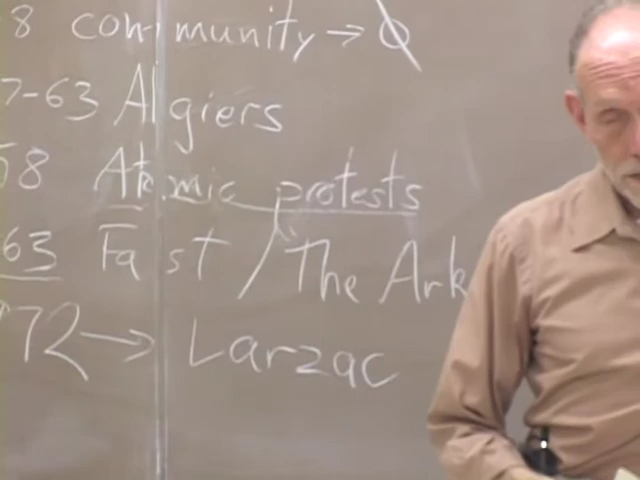 8 community → Ø
7-63 Algiers
58 Atomic protests
63 Fast / The Ark
72 → Larzac